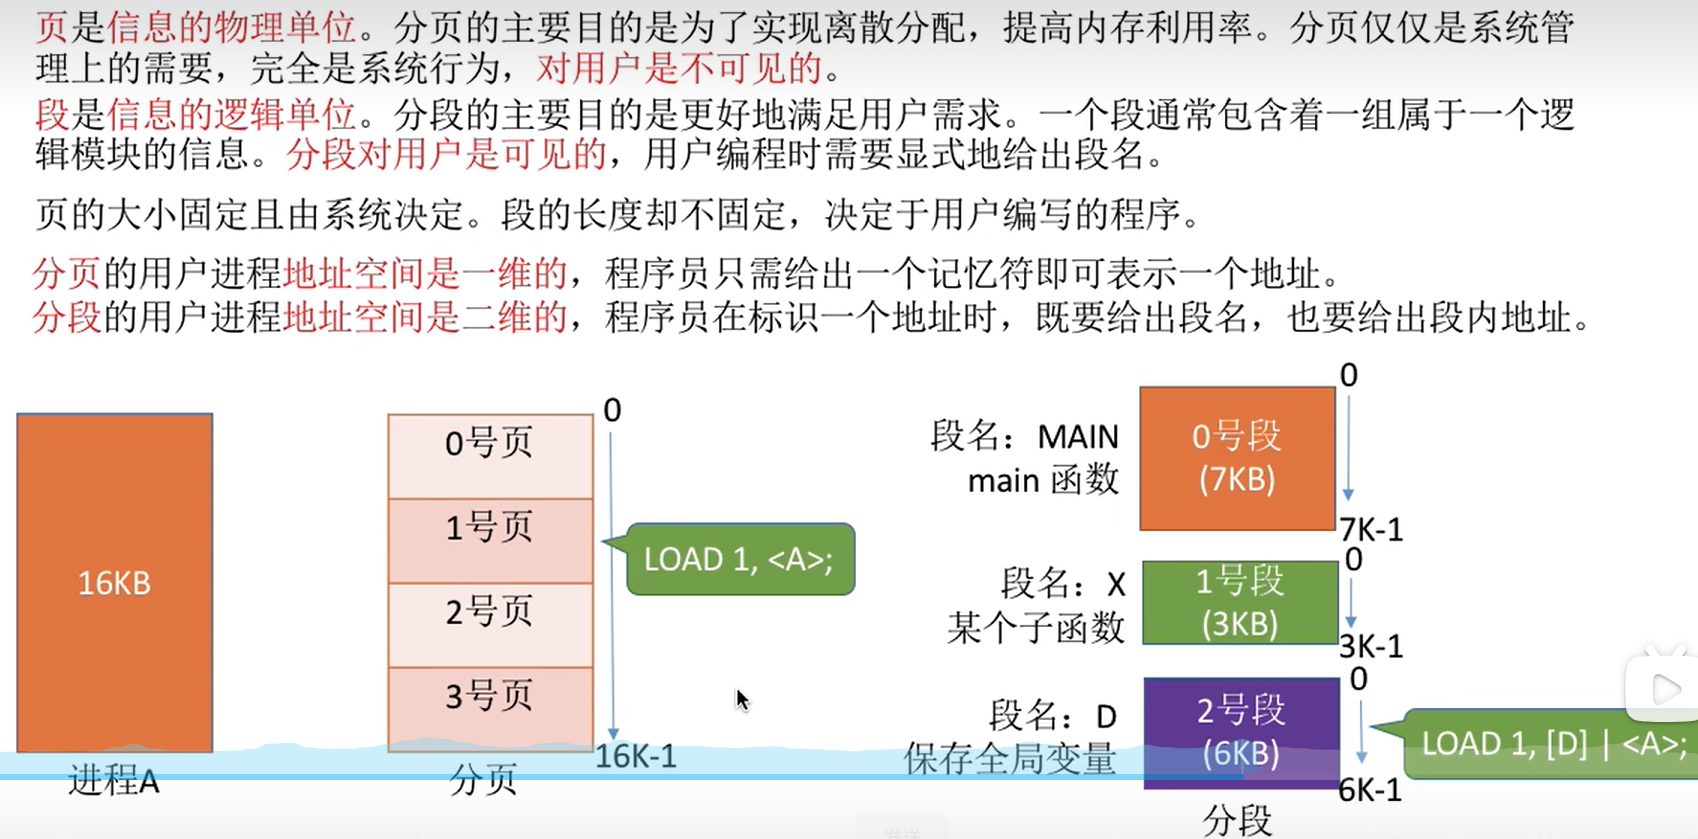 页是信息的物理单位。分页的主要目的是为了实现离散分配，提高内存利用率。分页仅仅是系统管
理上的需要，完全是系统行为，对用户是不可见的。
段是信息的逻辑单位。分段的主要目的是更好地满足用户需求。一个段通常包含着一组属于一个逻
辑模块的信息。分段对用户是可见的，用户编程时需要显式地给出段名。
页的大小固定且由系统决定。段的长度却不固定，决定于用户编写的程序。
分页的用户进程地址空间是一维的，程序员只需给出一个记忆符即可表示一个地址。
分段的用户进程地址空间是二维的，程序员在标识一个地址时，既要给出段名，也要给出段内地址。
16KB
进程A
0号页
1号页
2号页
3号页
0
16K-1
LOAD 1, <A>;
分页
段名：MAIN
main 函数
0号段
(7KB)
0
7K-1
段名：X
某个子函数
1号段
(3KB)
0
3K-1
段名：D
保存全局变量
2号段
(6KB)
0
6K-1
LOAD 1, [D] | <A>;
分段
发送